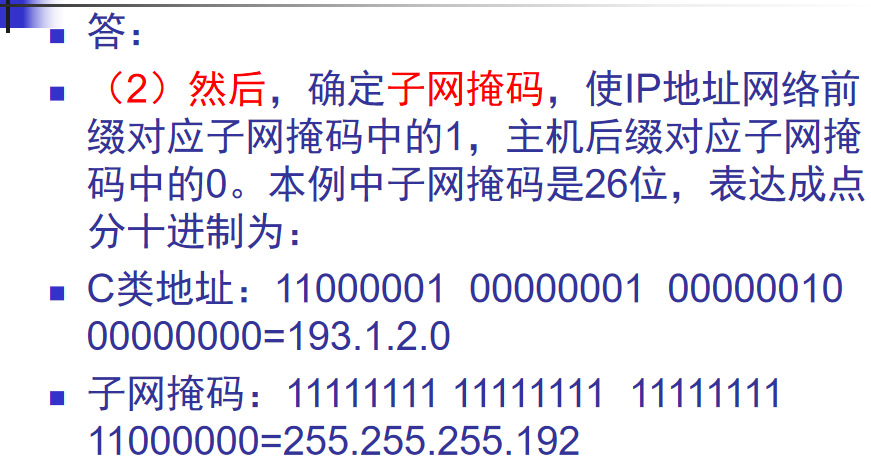 答：
（2）然后，确定子网掩码，使IP地址网络前
缀对应子网掩码中的1，主机后缀对应子网掩
码中的0。本例中子网掩码是26位，表达成点
分十进制为：
C类地址：11000001 00000001 00000010
00000000=193.1.2.0
子网掩码：11111111 11111111 11111111
11000000=255.255.255.192